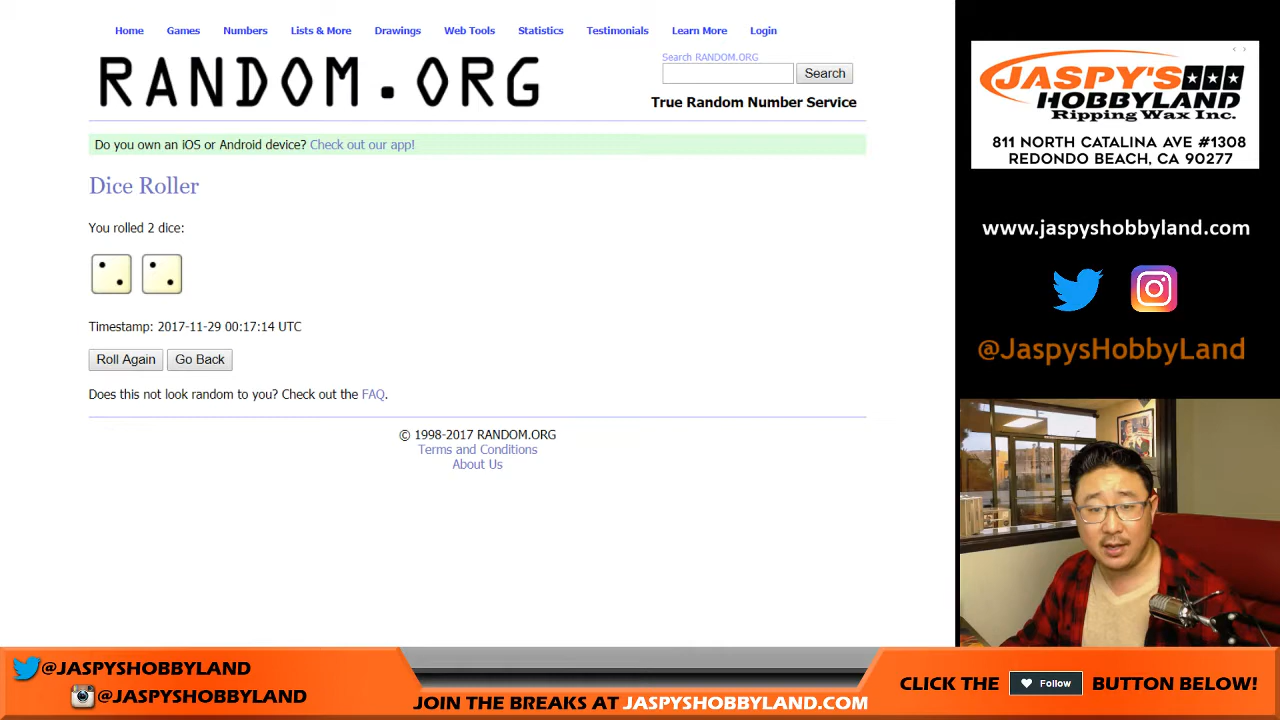 Home Games Numbers Lists & More Drawings Web Tools Statistics Testimonials Learn More Login
RANDOM.ORG
Search RANDOM.ORG
Search
True Random Number Service
Do you own an iOS or Android device? Check out our app!
Dice Roller
You rolled 2 dice:
Timestamp: 2017-11-29 00:17:14 UTC
Roll Again Go Back
Does this not look random to you? Check out the FAQ.
© 1998-2017 RANDOM.ORG
Terms and Conditions
About Us
JASPY'S
HOBBYLAND
Ripping Wax Inc.
811 NORTH CATALINA AVE #1308
REDONDO BEACH, CA 90277
www.jaspyshobbyland.com
@JaspysHobbyLand
@JASPYSHOBBYLAND
@JASPYSHOBBYLAND
JOIN THE BREAKS AT JASPYSHOBBYLAND.COM
CLICK THE Follow BUTTON BELOW!